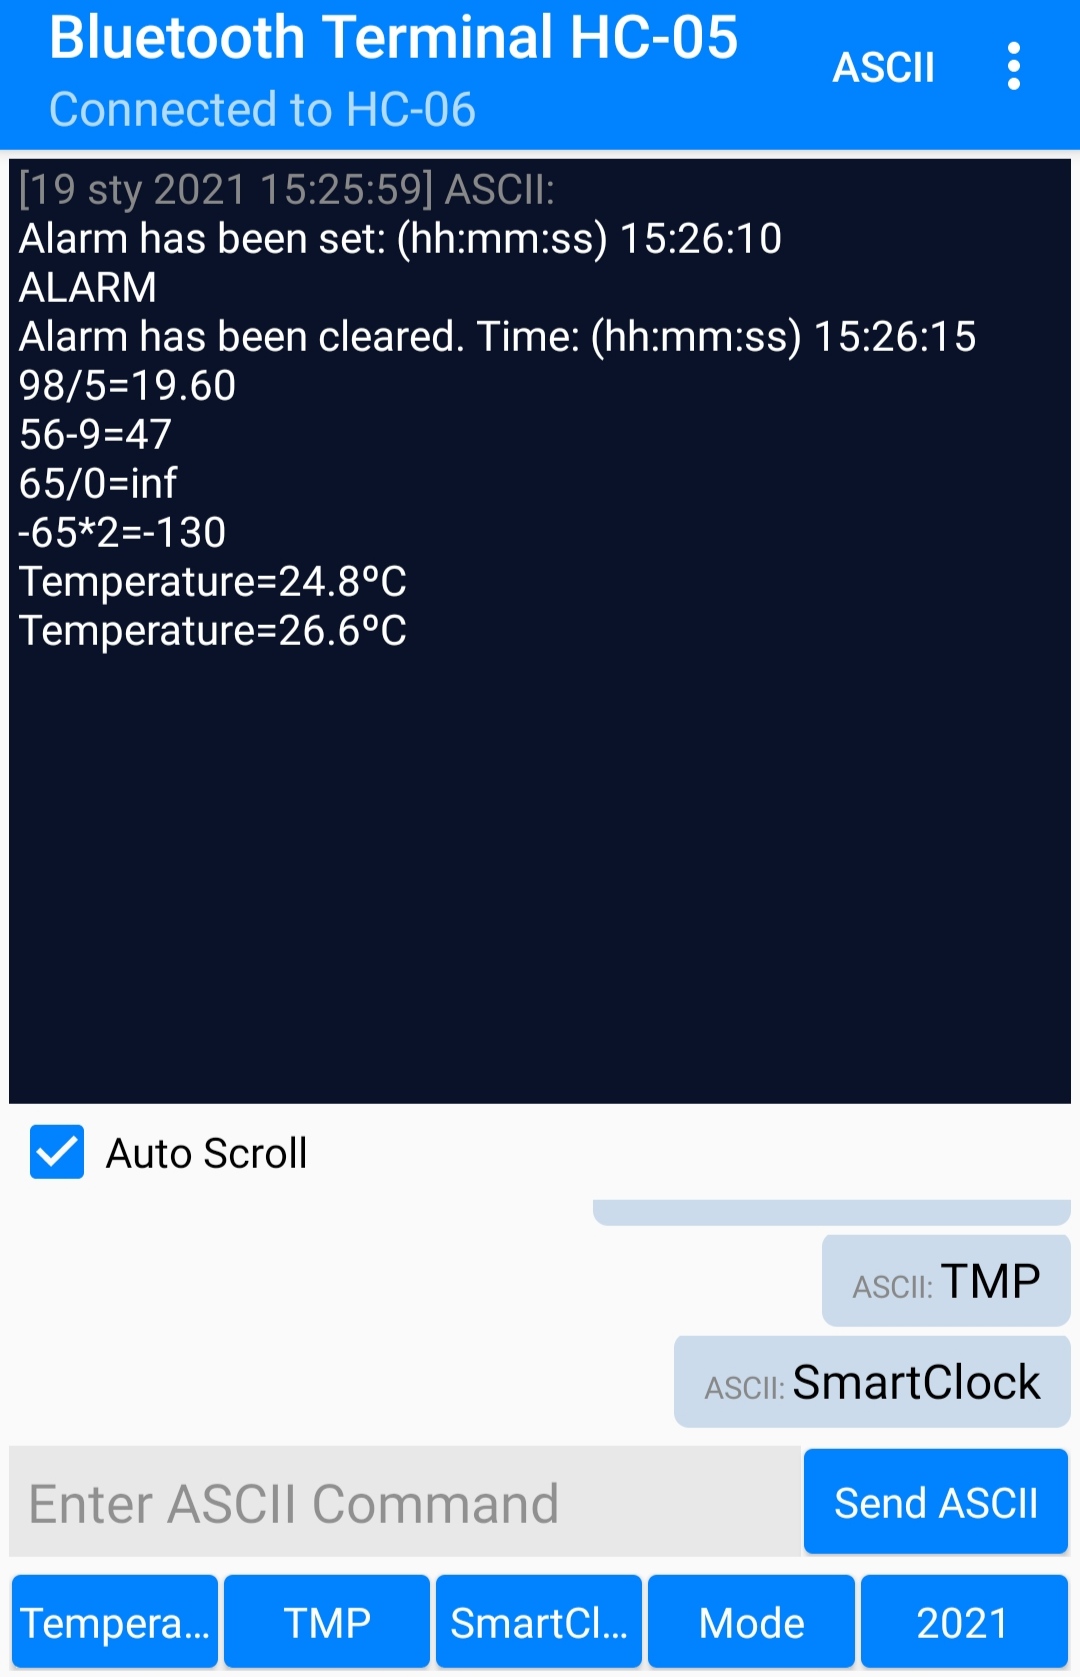 Bluetooth Terminal HC-05
ASCII
Connected to HC-06
[19 sty 2021 15:25:59] ASCII:
Alarm has been set: (hh:mm:ss) 15:26:10
ALARM
Alarm has been cleared. Time: (hh:mm:ss) 15:26:15
98/5=19.60
56-9=47
65/0=inf
-65*2=-130
Temperature=24.8ºC
Temperature=26.6ºC
Auto Scroll
ASCII: TMP
ASCII: SmartClock
Enter ASCII Command
Send ASCII
Tempera...
TMP
SmartCl...
Mode
2021